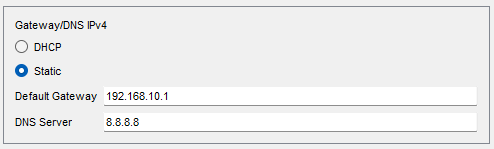 Gateway/DNS IPv4
DHCP
Static
Default Gateway 192.168.10.1
DNS Server 8.8.8.8